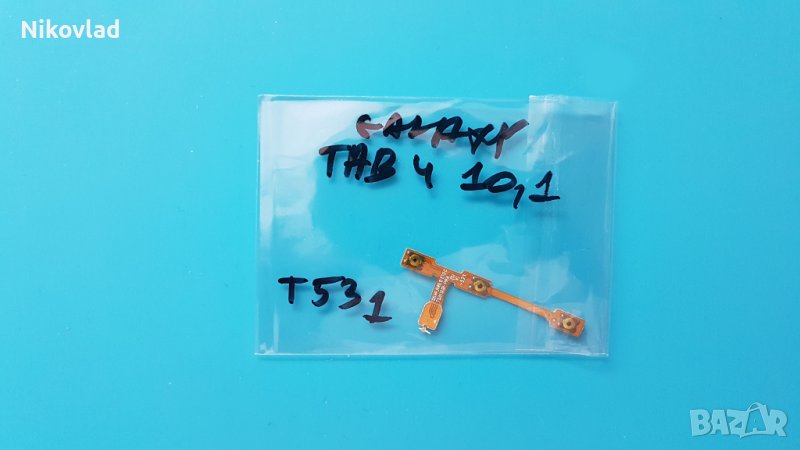 Nikovlad
GALAXY
TAB 4 10,1
T531
BAZAR